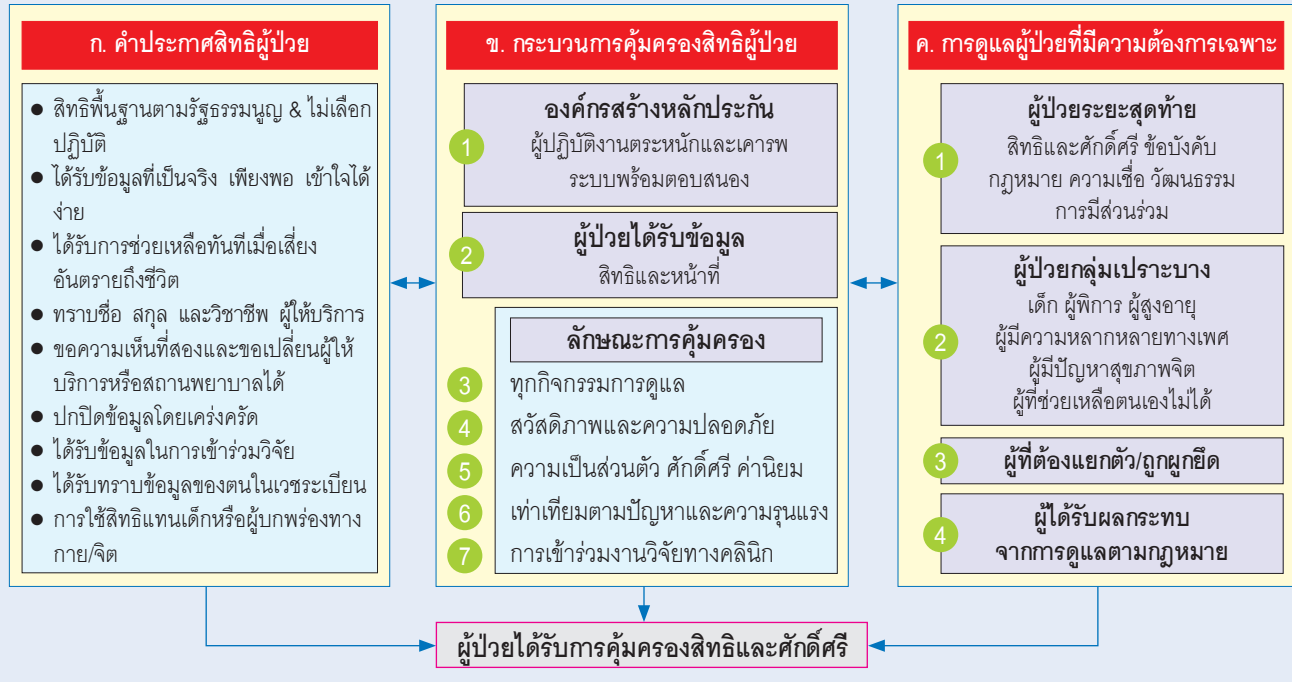 ก. คำประกาศสิทธิผู้ป่วย
● สิทธิพื้นฐานตามรัฐธรรมนูญ & ไม่เลือก
ปฏิบัติ
● ได้รับข้อมูลที่เป็นจริง เพียงพอ เข้าใจได้
ง่าย
● ได้รับการช่วยเหลือทันทีเมื่อเสี่ยง
อันตรายถึงชีวิต
● ทราบชื่อ สกุล และวิชาชีพ ผู้ให้บริการ
● ขอความเห็นที่สองและขอเปลี่ยนผู้ให้
บริการหรือสถานพยาบาลได้
● ปกปิดข้อมูลโดยเคร่งครัด
● ได้รับข้อมูลในการเข้าร่วมวิจัย
● ได้รับทราบข้อมูลของตนในเวชระเบียน
● การใช้สิทธิแทนเด็กหรือผู้บกพร่องทาง
กาย/จิต
ข. กระบวนการคุ้มครองสิทธิผู้ป่วย
องค์กรสร้างหลักประกัน
1 ผู้ปฏิบัติงานตระหนักและเคารพ
ระบบพร้อมตอบสนอง
ผู้ป่วยได้รับข้อมูล
2 สิทธิและหน้าที่
ลักษณะการคุ้มครอง
3 ทุกกิจกรรมการดูแล
4 สวัสดิภาพและความปลอดภัย
5 ความเป็นส่วนตัว ศักดิ์ศรี ค่านิยม
6 เท่าเทียมตามปัญหาและความรุนแรง
7 การเข้าร่วมงานวิจัยทางคลินิก
ค. การดูแลผู้ป่วยที่มีความต้องการเฉพาะ
ผู้ป่วยระยะสุดท้าย
1 สิทธิและศักดิ์ศรี ข้อบังคับ
กฎหมาย ความเชื่อ วัฒนธรรม
การมีส่วนร่วม
ผู้ป่วยกลุ่มเปราะบาง
เด็ก ผู้พิการ ผู้สูงอายุ
2 ผู้มีความหลากหลายทางเพศ
ผู้มีปัญหาสุขภาพจิต
ผู้ที่ช่วยเหลือตนเองไม่ได้
3 ผู้ที่ต้องแยกตัว/ถูกผูกยึด
4 ผู้ได้รับผลกระทบ
จากการดูแลตามกฎหมาย
ผู้ป่วยได้รับการคุ้มครองสิทธิและศักดิ์ศรี